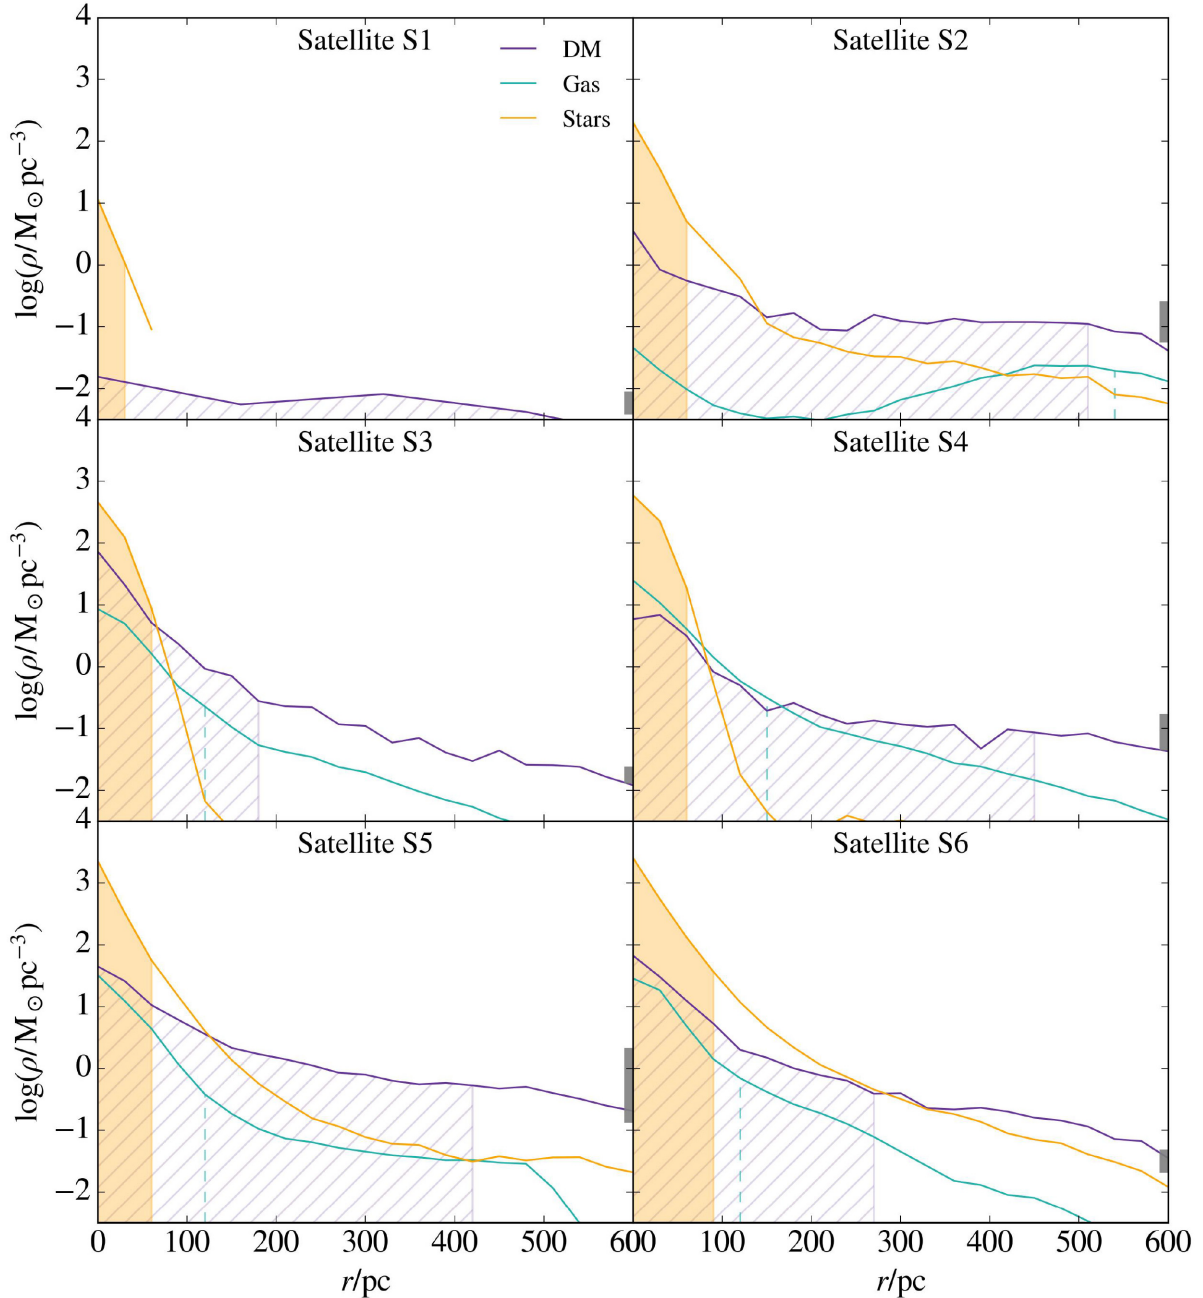 4
Satellite S1
Satellite S2
DM
Gas
Stars
3
2
1
0
−1
−2
log(ρ/M⊙pc−3)
4
Satellite S3
Satellite S4
3
2
1
0
−1
−2
log(ρ/M⊙pc−3)
4
Satellite S5
Satellite S6
3
2
1
0
−1
−2
log(ρ/M⊙pc−3)
0 100 200 300 400 500 600 100 200 300 400 500 600
r/pc r/pc